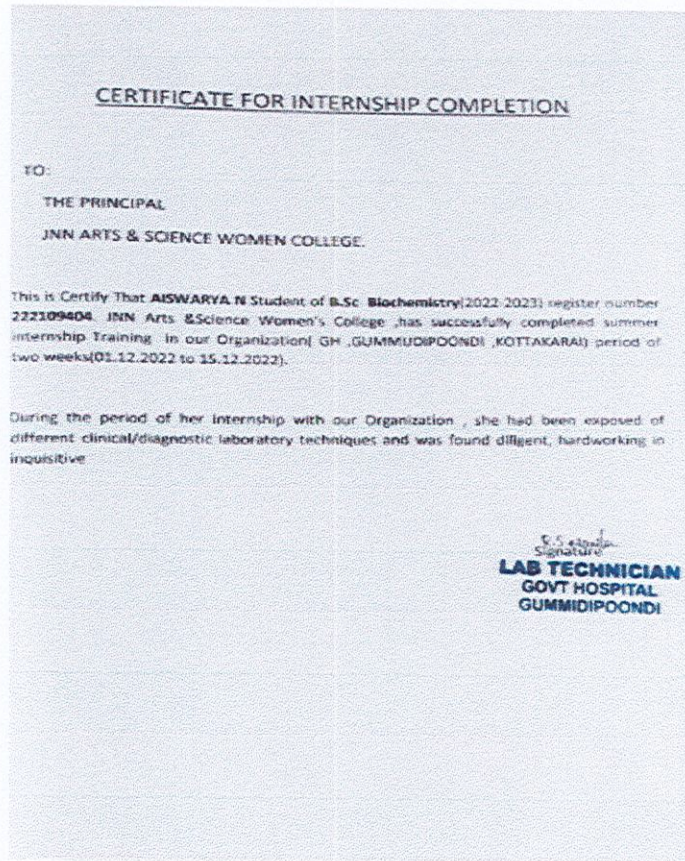 CERTIFICATE FOR INTERNSHIP COMPLETION
TO:
THE PRINCIPAL
JNN ARTS & SCIENCE WOMEN COLLEGE.
This is Certify That AISWARYA N Student of B.Sc Biochemistry(2022-2023) register number
222109404. JNN Arts &Science Women's College ,has successfully completed summer
internship Training in our Organization( GH ,GUMMUDIPOONDI ,KOTTAKARAI) period of
two weeks(01.12.2022 to 15.12.2022).
During the period of her internship with our Organization , she had been exposed of
different clinical/diagnostic laboratory techniques and was found diligent, hardworking in
inquisitive
Signature
LAB TECHNICIAN
GOVT HOSPITAL
GUMMIDIPOONDI